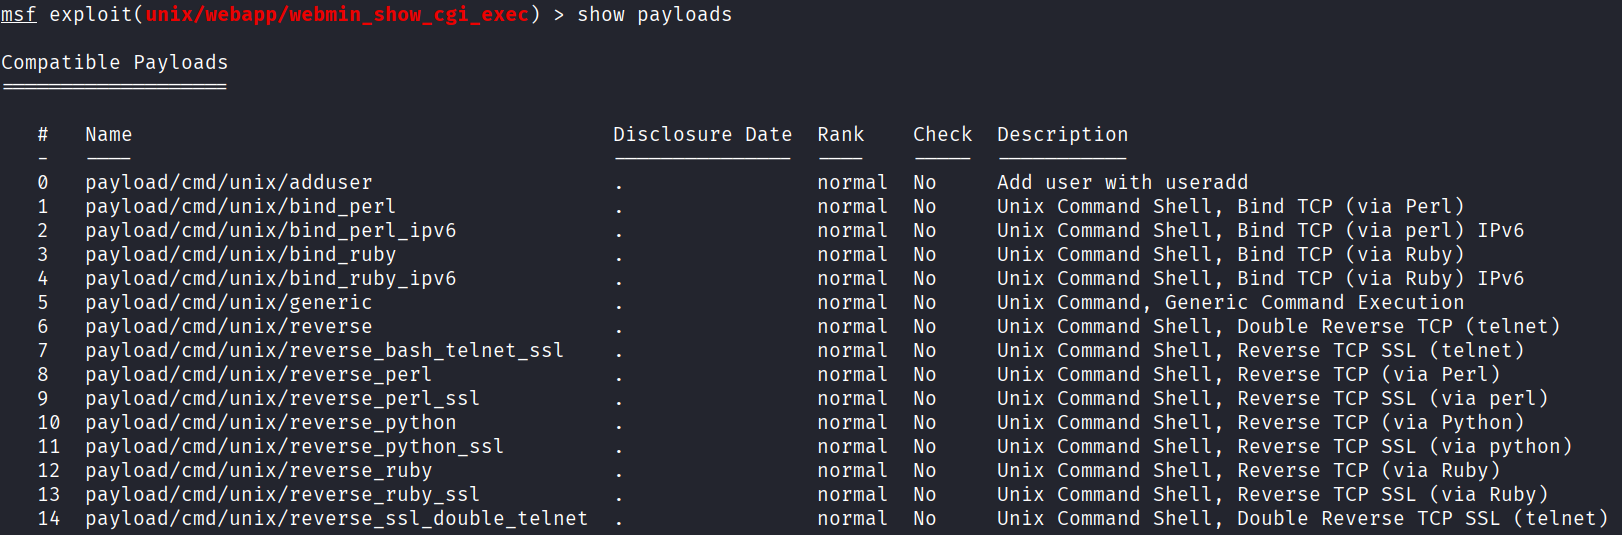 msf exploit(unix/webapp/webmin_show_cgi_exec) > show payloads
Compatible Payloads
===================
#   Name                                        Disclosure Date  Rank    Check  Description
-   ----                                        ---------------  ----    -----  -----------
0   payload/cmd/unix/adduser                    .                normal  No     Add user with useradd
1   payload/cmd/unix/bind_perl                  .                normal  No     Unix Command Shell, Bind TCP (via Perl)
2   payload/cmd/unix/bind_perl_ipv6             .                normal  No     Unix Command Shell, Bind TCP (via perl) IPv6
3   payload/cmd/unix/bind_ruby                  .                normal  No     Unix Command Shell, Bind TCP (via Ruby)
4   payload/cmd/unix/bind_ruby_ipv6             .                normal  No     Unix Command Shell, Bind TCP (via Ruby) IPv6
5   payload/cmd/unix/generic                    .                normal  No     Unix Command, Generic Command Execution
6   payload/cmd/unix/reverse                    .                normal  No     Unix Command Shell, Double Reverse TCP (telnet)
7   payload/cmd/unix/reverse_bash_telnet_ssl    .                normal  No     Unix Command Shell, Reverse TCP SSL (telnet)
8   payload/cmd/unix/reverse_perl               .                normal  No     Unix Command Shell, Reverse TCP (via Perl)
9   payload/cmd/unix/reverse_perl_ssl           .                normal  No     Unix Command Shell, Reverse TCP SSL (via perl)
10  payload/cmd/unix/reverse_python             .                normal  No     Unix Command Shell, Reverse TCP (via Python)
11  payload/cmd/unix/reverse_python_ssl         .                normal  No     Unix Command Shell, Reverse TCP SSL (via python)
12  payload/cmd/unix/reverse_ruby               .                normal  No     Unix Command Shell, Reverse TCP (via Ruby)
13  payload/cmd/unix/reverse_ruby_ssl           .                normal  No     Unix Command Shell, Reverse TCP SSL (via Ruby)
14  payload/cmd/unix/reverse_ssl_double_telnet  .                normal  No     Unix Command Shell, Double Reverse TCP SSL (telnet)